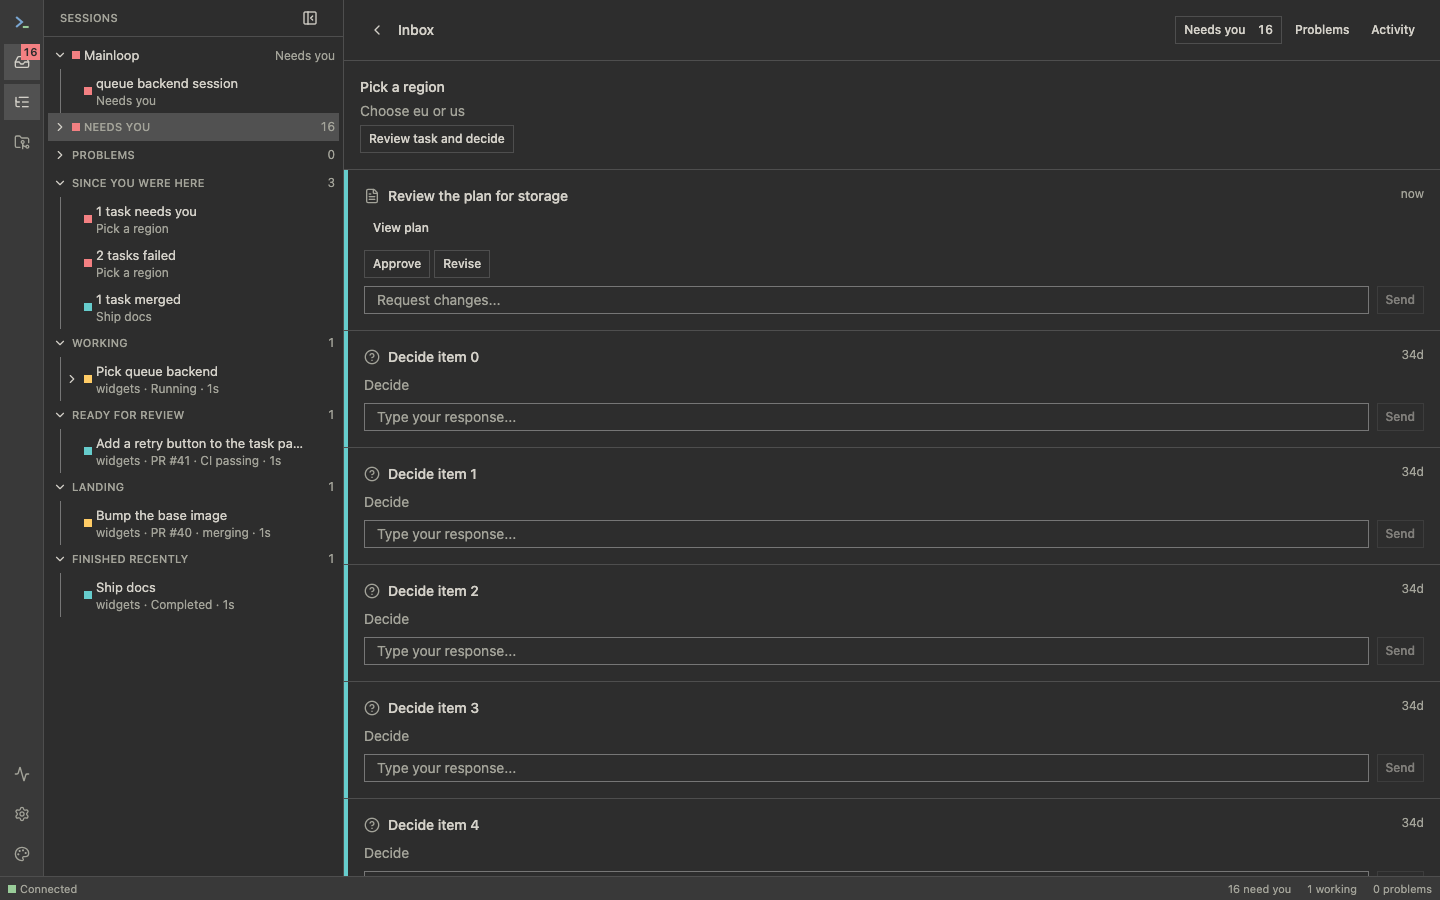 16
SESSIONS
Mainloop
Needs you
queue backend session
Needs you
NEEDS YOU
16
PROBLEMS
0
SINCE YOU WERE HERE
3
1 task needs you
Pick a region
2 tasks failed
Pick a region
1 task merged
Ship docs
WORKING
1
Pick queue backend
widgets · Running · 1s
READY FOR REVIEW
1
Add a retry button to the task pa...
widgets · PR #41 · CI passing · 1s
LANDING
1
Bump the base image
widgets · PR #40 · merging · 1s
FINISHED RECENTLY
1
Ship docs
widgets · Completed · 1s
Inbox
Needs you 16
Problems
Activity
Pick a region
Choose eu or us
Review task and decide
Review the plan for storage
now
View plan
Approve
Revise
Request changes...
Send
Decide item 0
34d
Decide
Type your response...
Send
Decide item 1
34d
Decide
Type your response...
Send
Decide item 2
34d
Decide
Type your response...
Send
Decide item 3
34d
Decide
Type your response...
Send
Decide item 4
34d
Decide
Connected
16 need you
1 working
0 problems